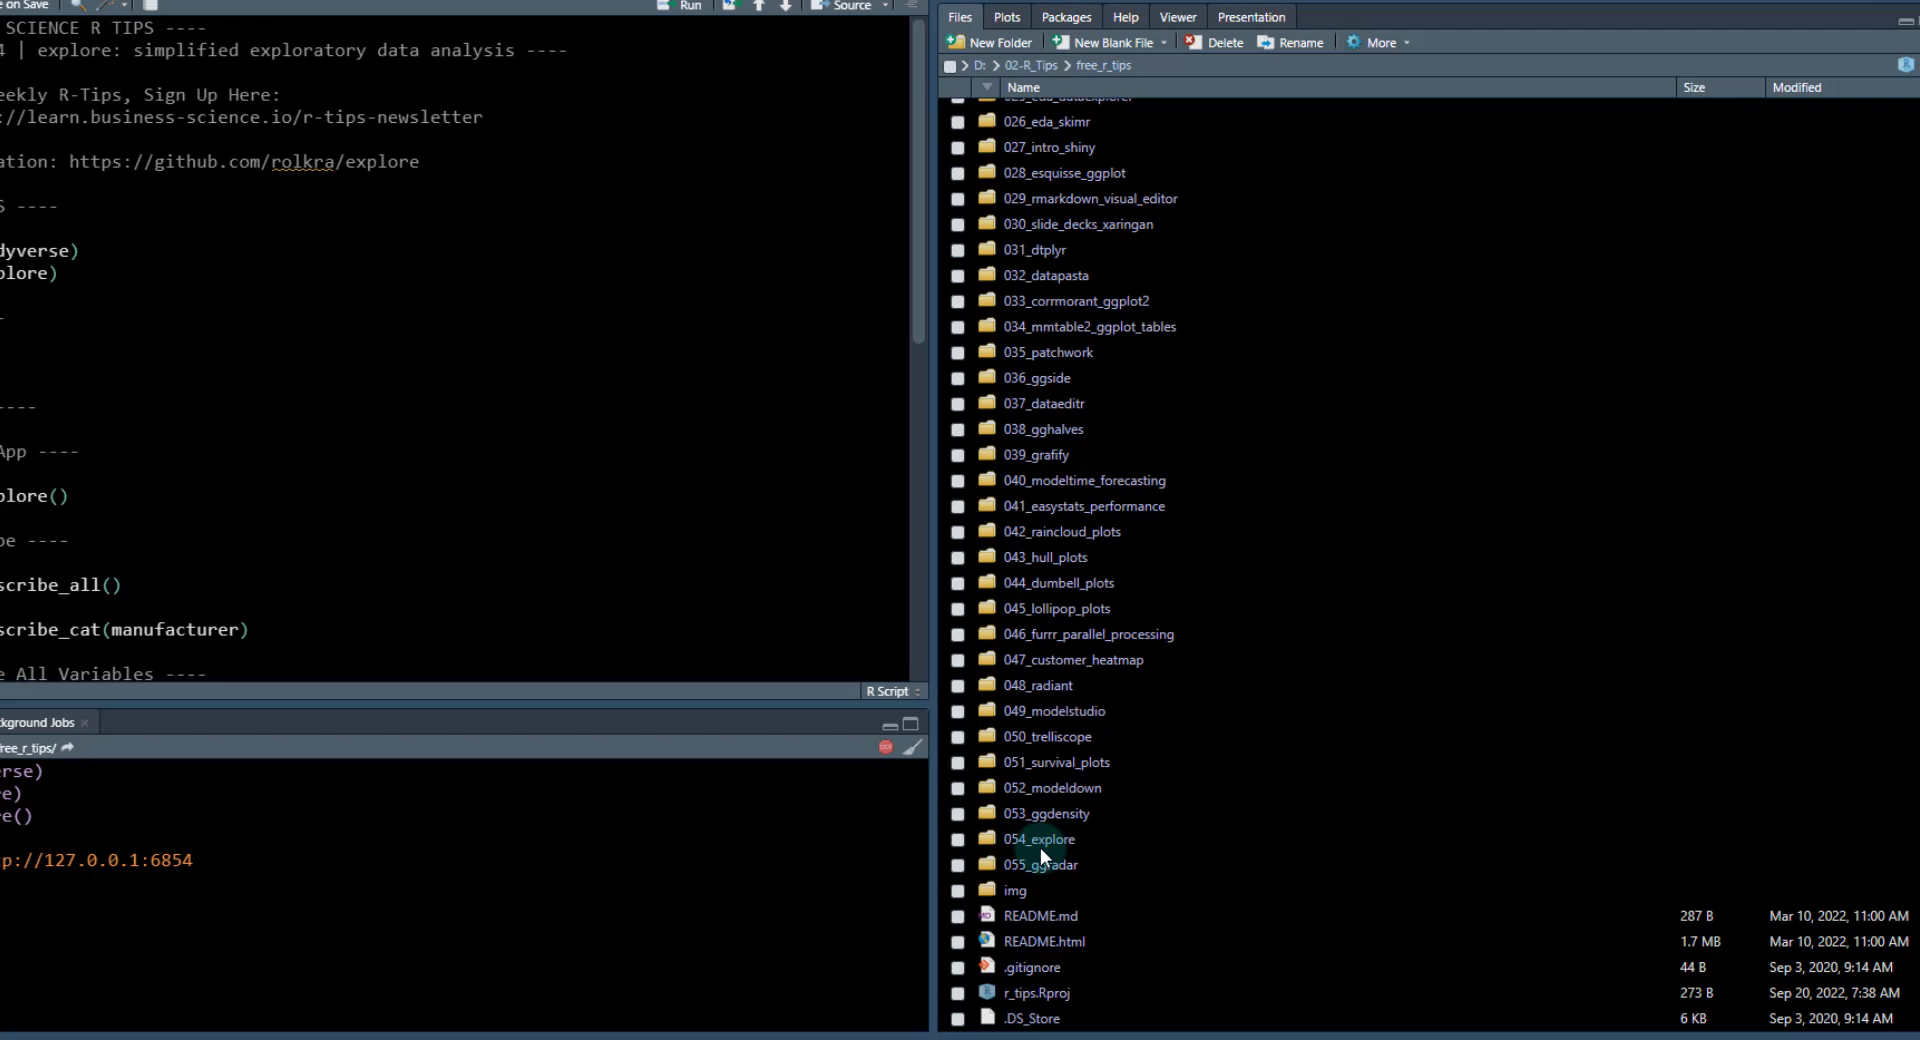 e on Save Run Source
SCIENCE R TIPS ----
4 | explore: simplified exploratory data analysis ----
eekly R-Tips, Sign Up Here:
://learn.business-science.io/r-tips-newsletter
ation: https://github.com/rolkra/explore
S ----
dyverse)
plore)
-
----
App ----
plore()
be ----
scribe_all()
scribe_cat(manufacturer)
e All Variables ----
R Script
kground Jobs
free_r_tips/
rse)
e)
e()
p://127.0.0.1:6854
Files Plots Packages Help Viewer Presentation
New Folder New Blank File Delete Rename More
D: > 02-R_Tips > free_r_tips
Name Size Modified
025_eda_dataexplorer
026_eda_skimr
027_intro_shiny
028_esquisse_ggplot
029_rmarkdown_visual_editor
030_slide_decks_xaringan
031_dtplyr
032_datapasta
033_corrmorant_ggplot2
034_mmtable2_ggplot_tables
035_patchwork
036_ggside
037_dataeditr
038_gghalves
039_grafify
040_modeltime_forecasting
041_easystats_performance
042_raincloud_plots
043_hull_plots
044_dumbell_plots
045_lollipop_plots
046_furrr_parallel_processing
047_customer_heatmap
048_radiant
049_modelstudio
050_trelliscope
051_survival_plots
052_modeldown
053_ggdensity
054_explore
055_ggradar
img
README.md 287 B Mar 10, 2022, 11:00 AM
README.html 1.7 MB Mar 10, 2022, 11:00 AM
.gitignore 44 B Sep 3, 2020, 9:14 AM
r_tips.Rproj 273 B Sep 20, 2022, 7:38 AM
.DS_Store 6 KB Sep 3, 2020, 9:14 AM